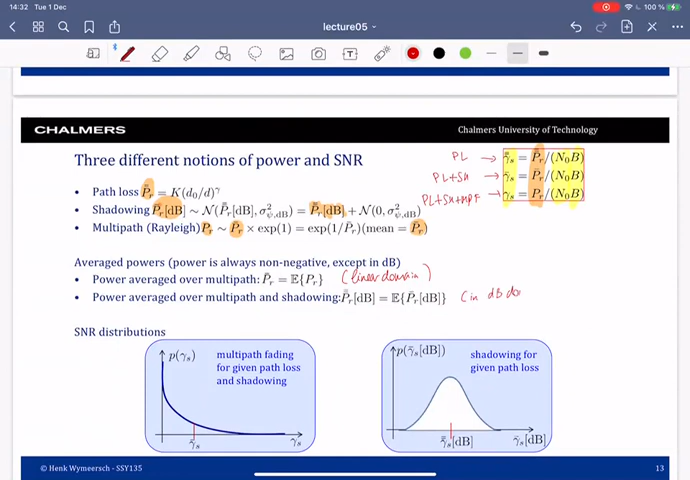 14:32 Tue 1 Dec
100 %
lecture05
CHALMERS
Chalmers University of Technology
Three different notions of power and SNR
PL → γ̿ₛ = P̿ᵣ/(N₀B)
PL+SH → γ̄ₛ = P̄ᵣ/(N₀B)
PL+SH+MPF → γₛ = Pᵣ/(N₀B)
• Path loss P̿ᵣ = K(d₀/d)^γ
• Shadowing P̄ᵣ[dB] ∼ 𝒩(P̿ᵣ[dB], σ²_ψ,dB) = P̿ᵣ[dB] + 𝒩(0, σ²_ψ,dB)
• Multipath (Rayleigh) Pᵣ ∼ P̄ᵣ × exp(1) = exp(1/P̄ᵣ)(mean = P̄ᵣ)
Averaged powers (power is always non-negative, except in dB)
• Power averaged over multipath: P̄ᵣ = 𝔼{Pᵣ} (linear domain)
• Power averaged over multipath and shadowing: P̿ᵣ[dB] = 𝔼{P̄ᵣ[dB]} (in dB do
SNR distributions
p(γₛ)
multipath fading
for given path loss
and shadowing
γ̄ₛ
γₛ
p(γ̄ₛ[dB])
shadowing for
given path loss
γ̿ₛ[dB]
γ̄ₛ[dB]
© Henk Wymeersch - SSY135
13